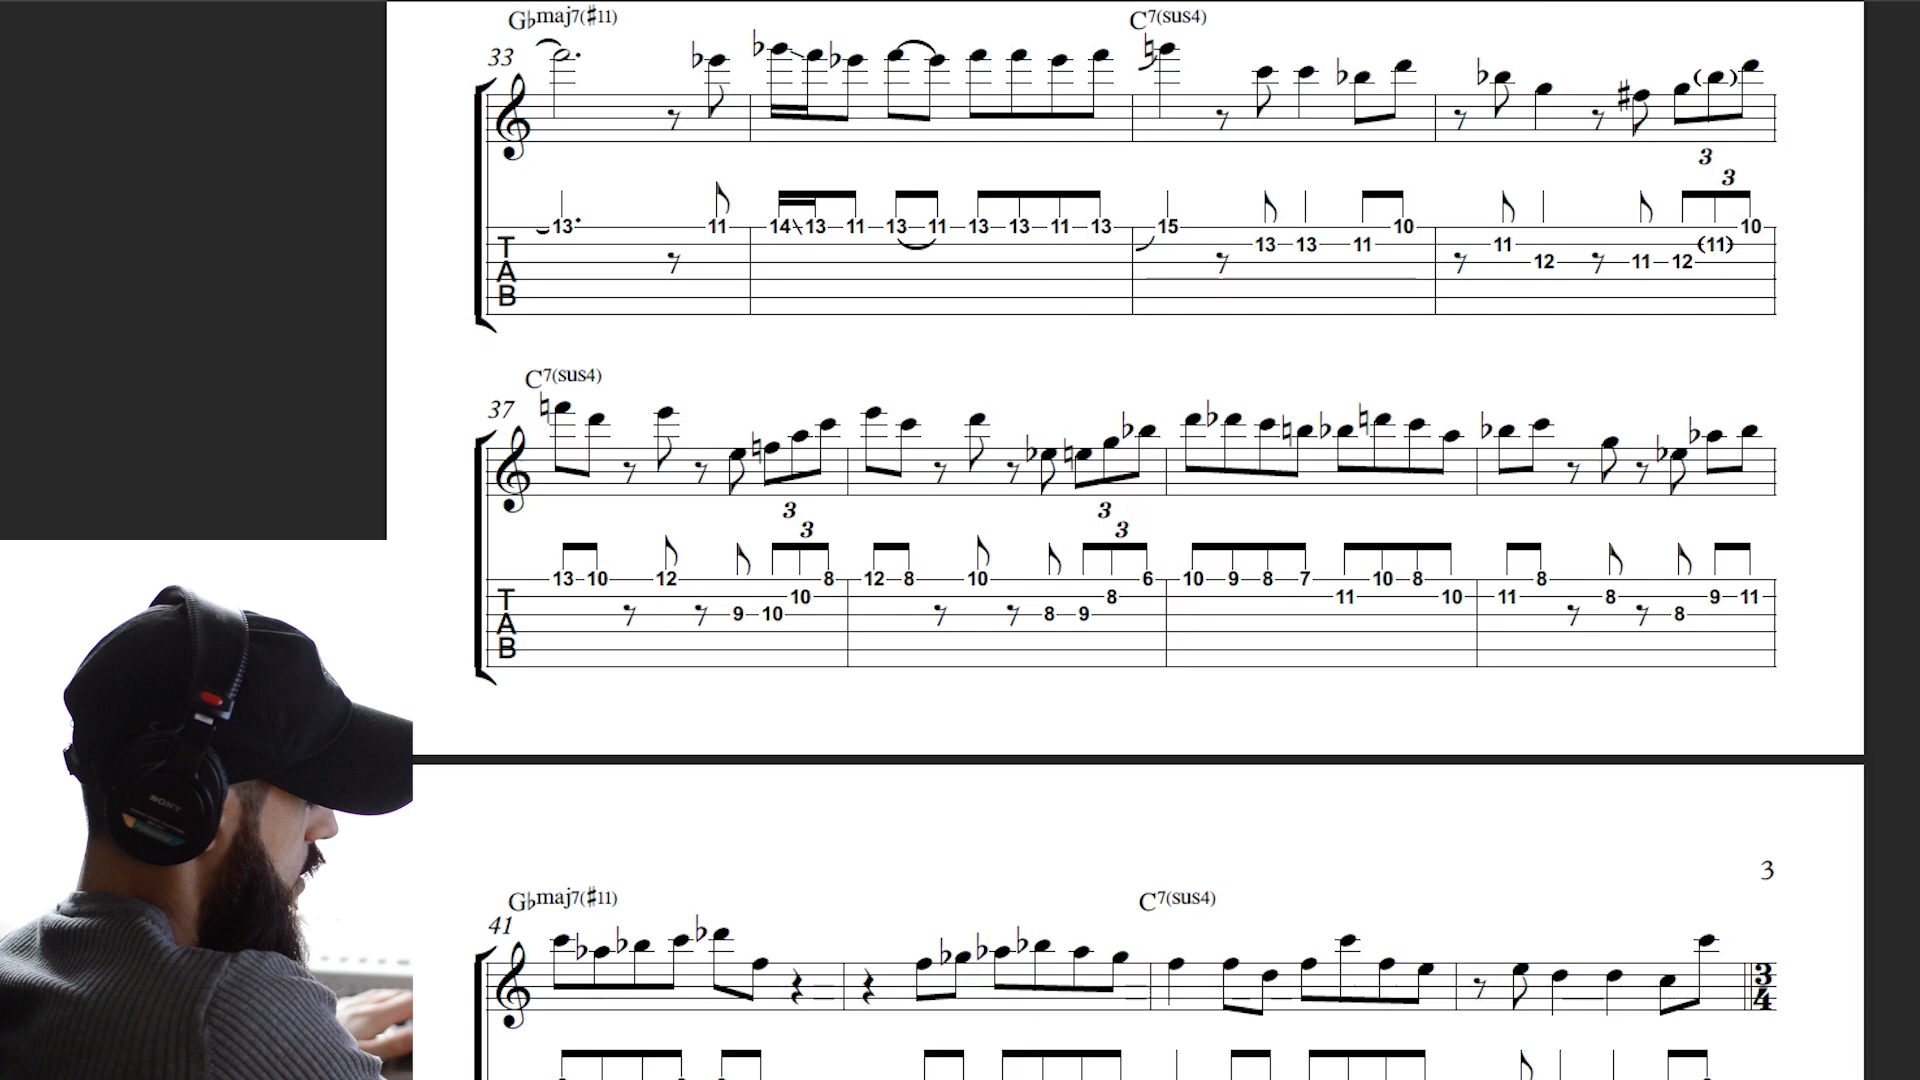 G♭maj7(♯11) C7(sus4)
33
3
3
13 11 14 13 11 13 11 13 13 11 13 15 13 13 11 10 11 12 11 12 (11) 10
T
A
B
C7(sus4)
37
3 3
3 3
13 10 12 9 10 10 8 12 8 10 8 9 8 6 10 9 8 7 11 10 8 10 11 8 8 8 9 11
T
A
B
3
G♭maj7(♯11) C7(sus4)
41
3
4
SONY